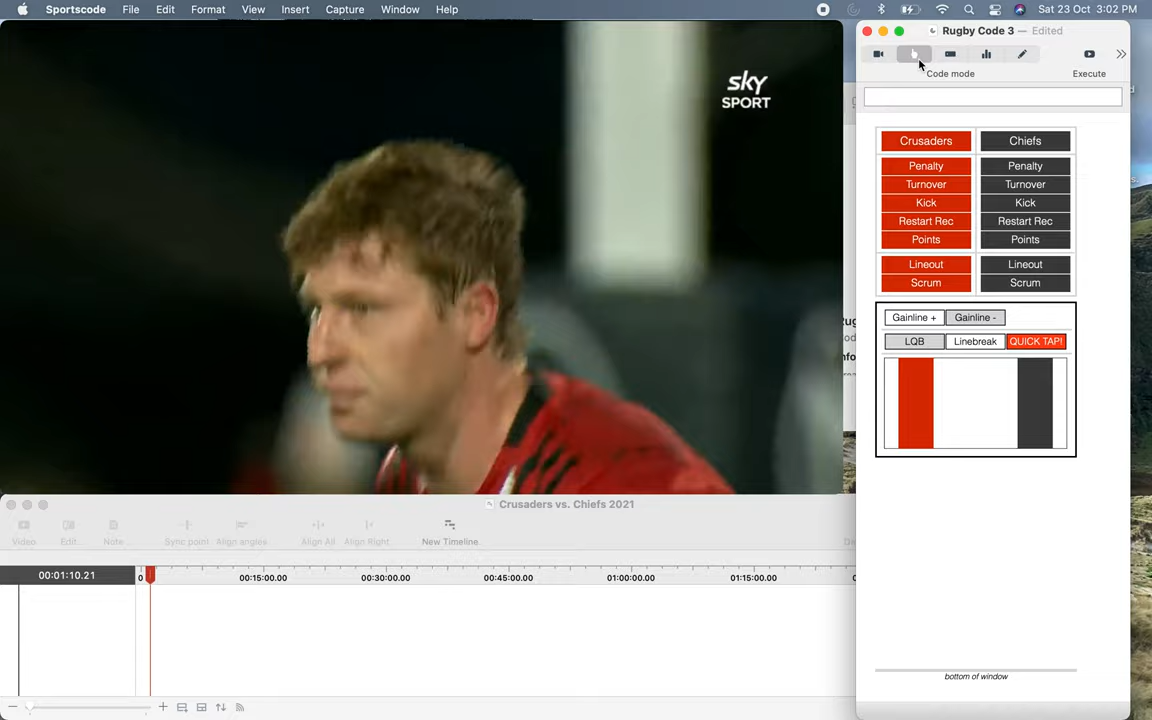 Sportscode File Edit Format View Insert Capture Window Help Sat 23 Oct 3:02 PM
Rugby Code 3 — Edited
Code mode Execute
sky
SPORT
Crusaders Chiefs
Penalty Penalty
Turnover Turnover
Kick Kick
Restart Rec Restart Rec
Points Points
Lineout Lineout
Scrum Scrum
Gainline + Gainline -
LQB Linebreak QUICK TAP!
bottom of window
Crusaders vs. Chiefs 2021
Video Edit... Note... Sync point Align angles... Align All Align Right... New Timeline...
00:01:10.21 0 00:15:00.00 00:30:00.00 00:45:00.00 01:00:00.00 01:15:00.00